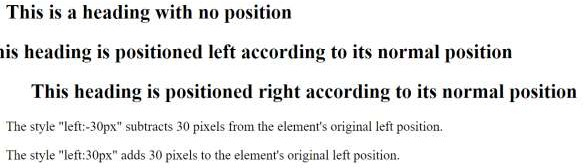 This is a heading with no position
is heading is positioned left according to its normal position
This heading is positioned right according to its normal position
The style "left:-30px" subtracts 30 pixels from the element's original left position.
The style "left:30px" adds 30 pixels to the element's original left position.